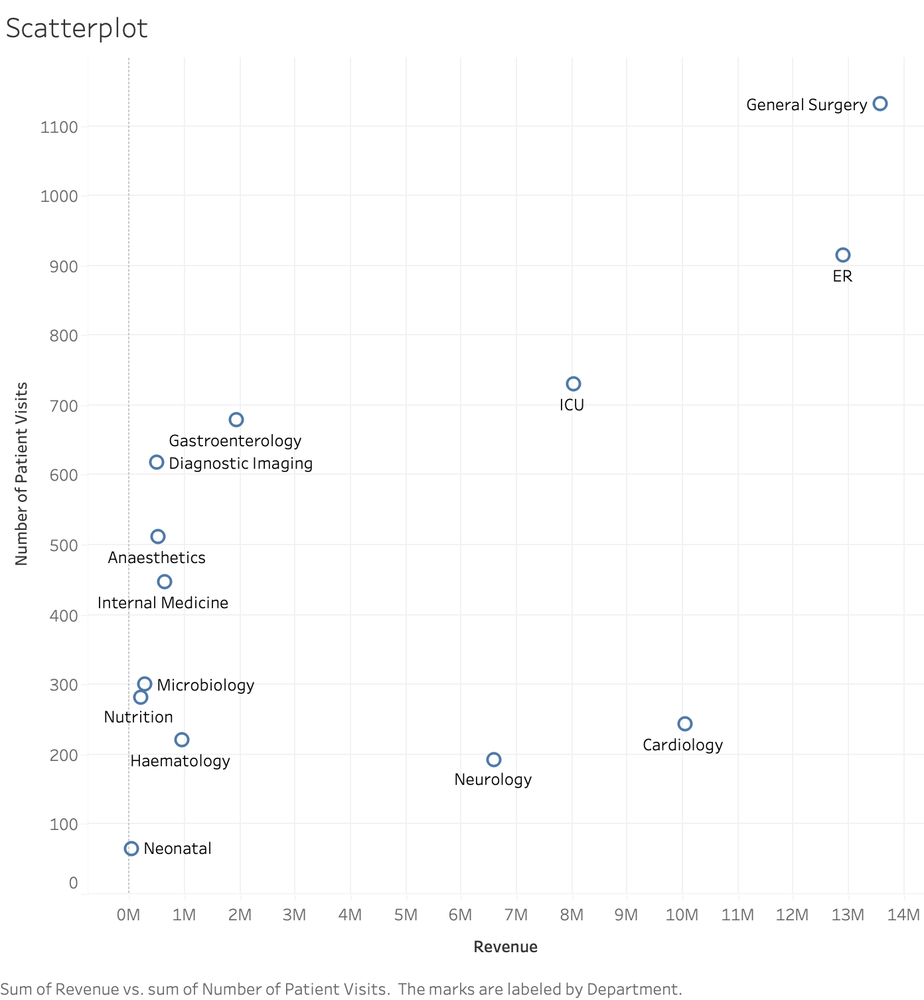 Scatterplot
General Surgery
1100
1000
900
ER
800
700
ICU
Gastroenterology
Diagnostic Imaging
600
Number of Patient Visits
500
Anaesthetics
Internal Medicine
400
300
Microbiology
Nutrition
Cardiology
200
Haematology
Neurology
100
Neonatal
0
0M 1M 2M 3M 4M 5M 6M 7M 8M 9M 10M 11M 12M 13M 14M
Revenue
Sum of Revenue vs. sum of Number of Patient Visits.  The marks are labeled by Department.